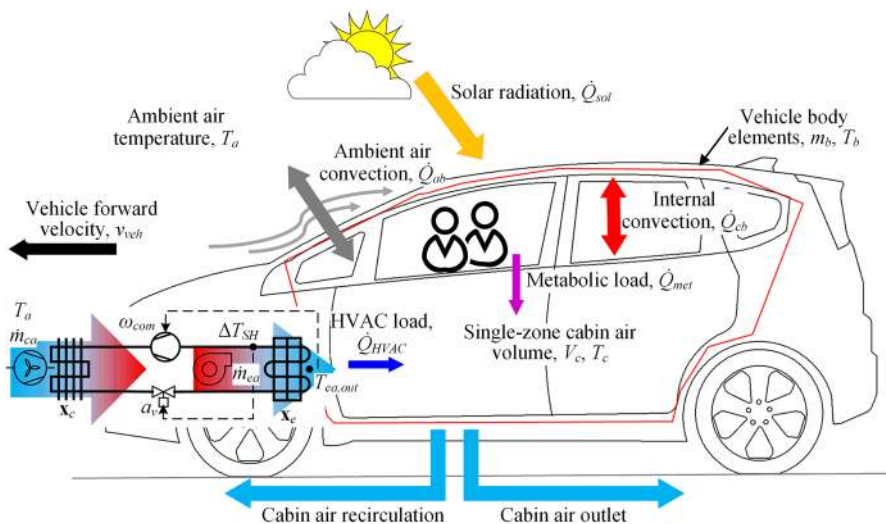 Solar radiation, Q̇sol
Ambient air
temperature, Ta
Vehicle body
elements, mb, Tb
Ambient air
convection, Q̇ab
Internal
convection, Q̇cb
Vehicle forward
velocity, vveh
Metabolic load, Q̇met
Single-zone cabin air
volume, Vc, Tc
HVAC load,
Q̇HVAC
Ta
ṁca
ωcom
ΔTSH
ṁea
Tea,out
av
xc
xe
Cabin air recirculation
Cabin air outlet